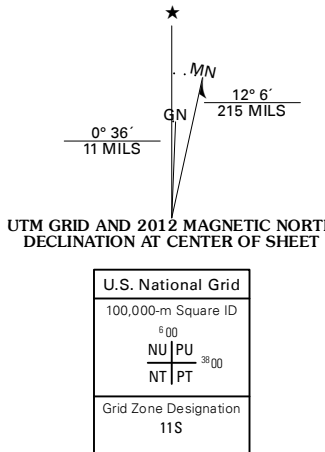 ★
MN
GN
12° 6´
215 MILS
0° 36´
11 MILS
UTM GRID AND 2012 MAGNETIC NORT
DECLINATION AT CENTER OF SHEET
U.S. National Grid
100,000-m Square ID
600
NU PU
3800
NT PT
Grid Zone Designation
11S